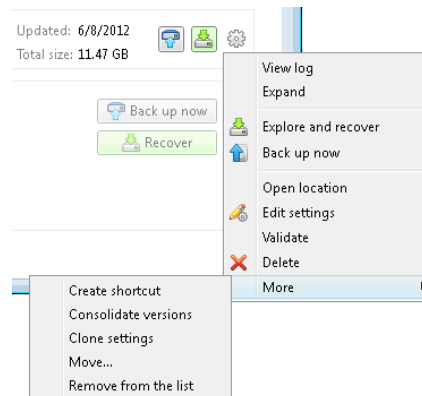 Updated: 6/8/2012
Total size: 11.47 GB
View log
Expand
Back up now
Explore and recover
Recover
Back up now
Open location
Edit settings
Validate
Delete
More
Create shortcut
Consolidate versions
Clone settings
Move...
Remove from the list